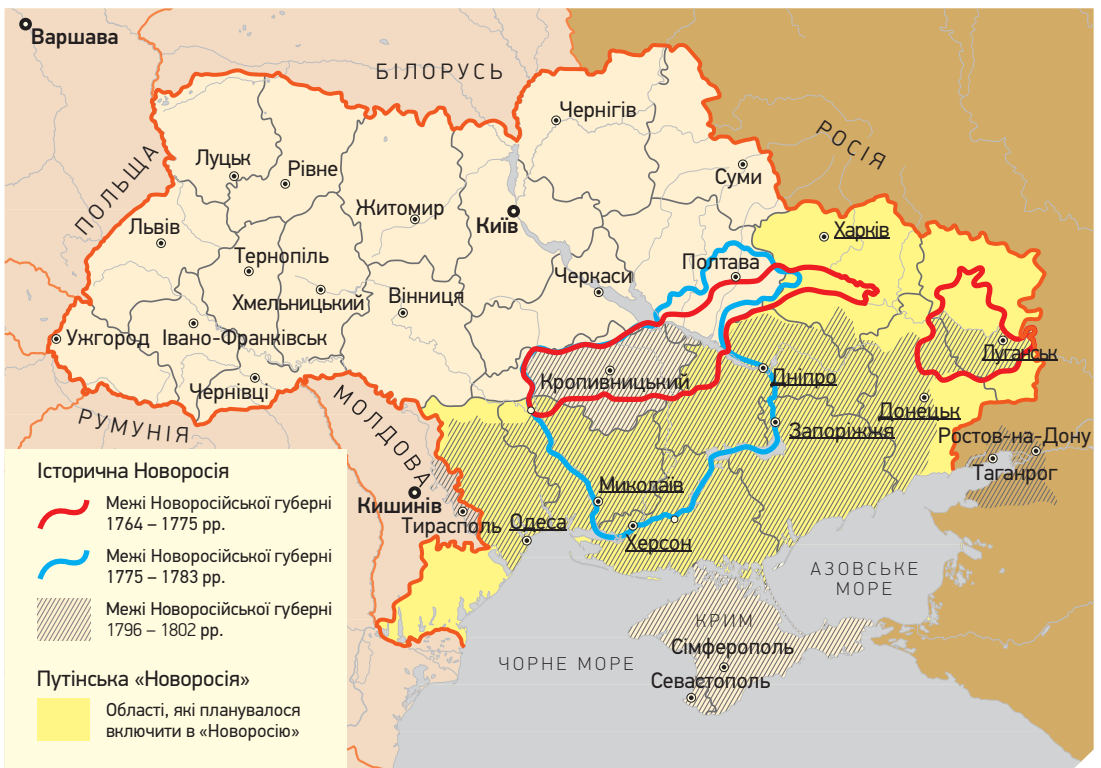 Варшава
БІЛОРУСЬ
Чернігів
РОСІЯ
ПОЛЬЩА
Луцьк
Рівне
Суми
Житомир
Київ
Львів
Харків
Тернопіль
Полтава
Черкаси
Хмельницький
Вінниця
Ужгород
Івано-Франківськ
Луганськ
Кропивницький
Дніпро
Чернівці
МОЛДОВА
Донецьк
РУМУНІЯ
Запоріжжя
Ростов-на-Дону
Таганрог
Історична Новоросія
Межі Новоросійської губерні
1764 – 1775 рр.
Межі Новоросійської губерні
1775 – 1783 рр.
Межі Новоросійської губерні
1796 – 1802 рр.
Путінська «Новоросія»
Області, які планувалося
включити в «Новоросію»
Миколаїв
Кишинів
Тирасполь
Одеса
Херсон
АЗОВСЬКЕ
МОРЕ
КРИМ
Сімферополь
ЧОРНЕ МОРЕ
Севастополь